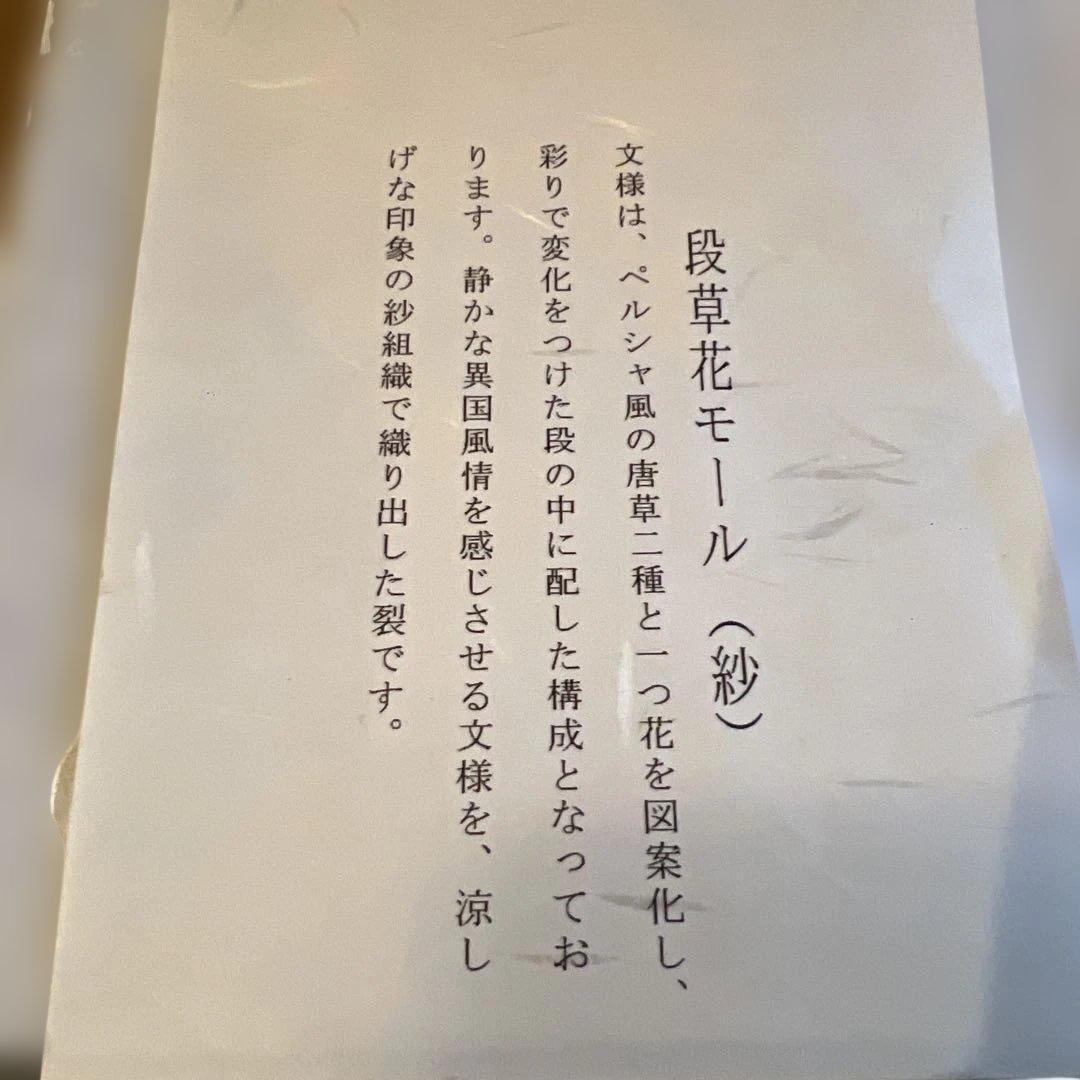 段草花モール（紗）
文様は、ペルシャ風の唐草二種と一つ花を図案化し、
彩りで変化をつけた段の中に配した構成となってお
ります。静かな異国風情を感じさせる文様を、涼し
げな印象の紗組織で織り出した裂です。